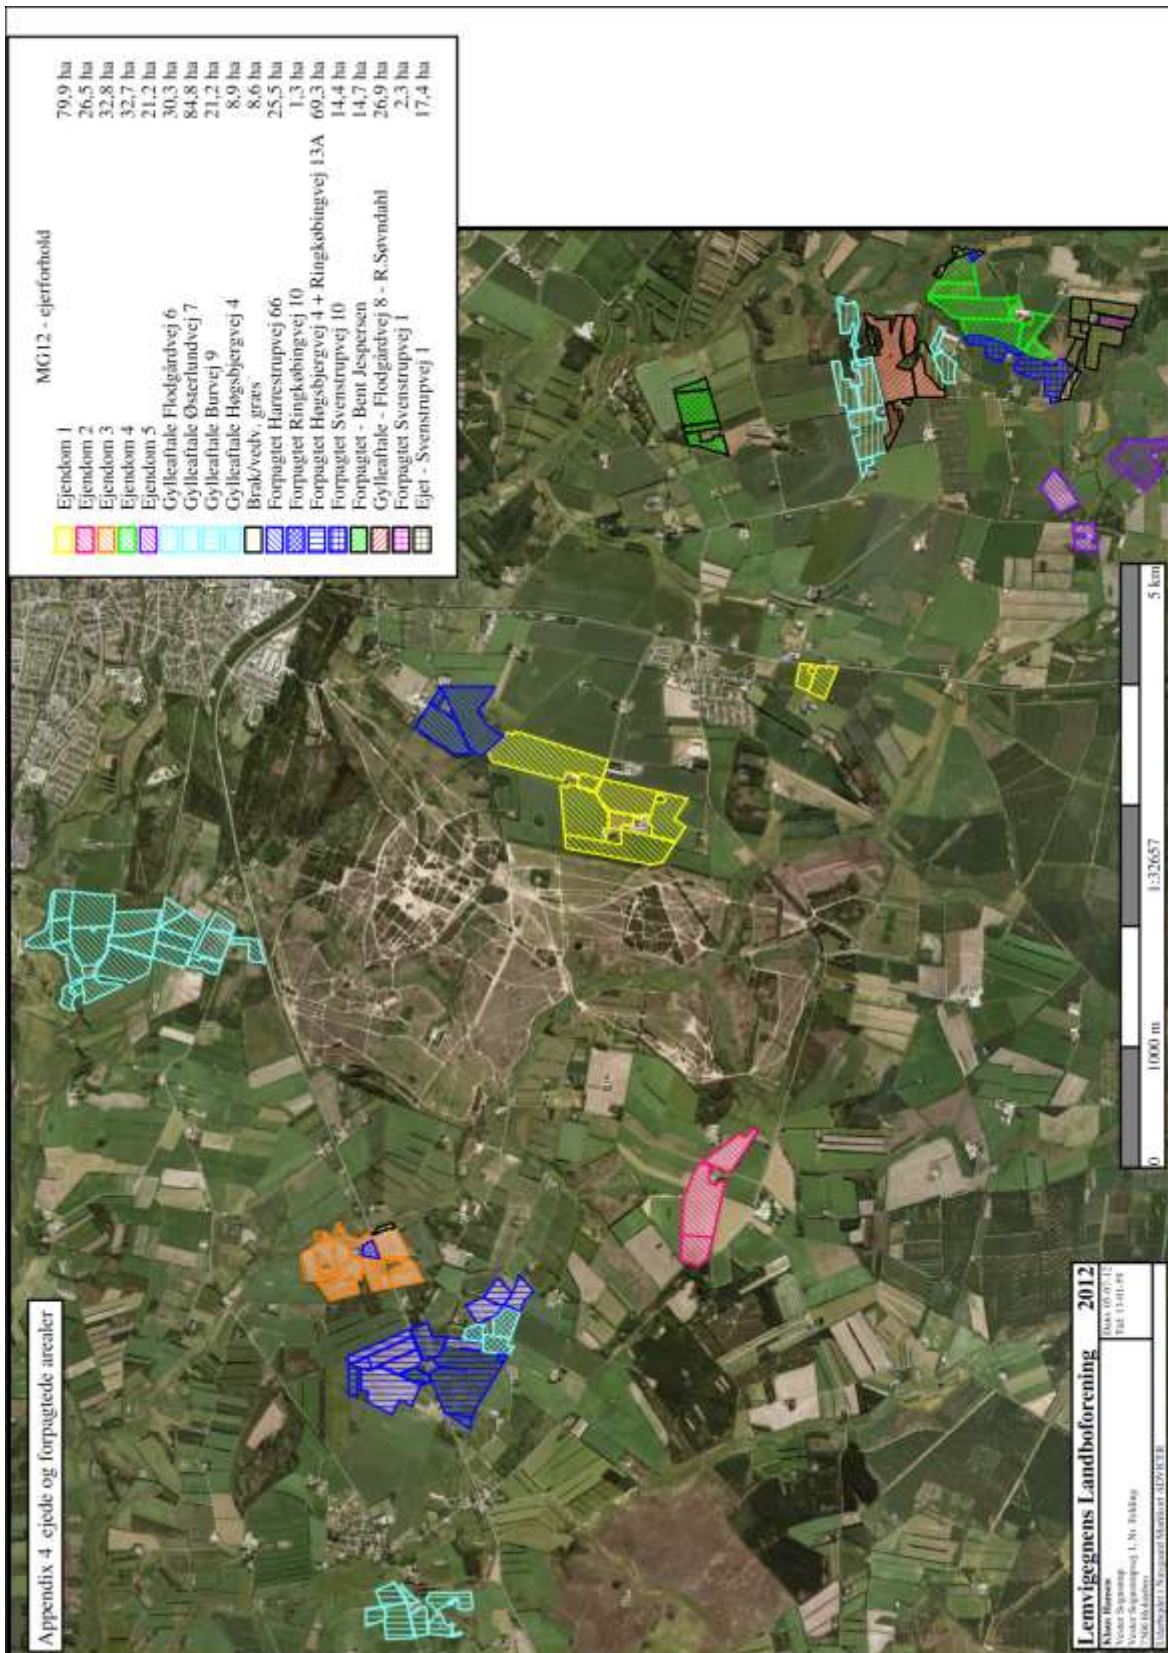 Appendix 4 ejede og forpagtede arealer
MG12 - ejerforhold
Ejendom 1 79,9 ha
Ejendom 2 26,5 ha
Ejendom 3 32,8 ha
Ejendom 4 32,7 ha
Ejendom 5 21,2 ha
Gylleaftale Flodgårdvej 6 30,3 ha
Gylleaftale Østerlundvej 7 84,8 ha
Gylleaftale Burvej 9 21,2 ha
Gylleaftale Høgsbjergvej 4 8,9 ha
Brak/vedv. græs 8,6 ha
Forpagtet Harrestrupvej 66 25,5 ha
Forpagtet Ringkøbingvej 10 1,3 ha
Forpagtet Høgsbjergvej 4 + Ringkøbingvej 13A 69,3 ha
Forpagtet Svenstrupvej 10 14,4 ha
Forpagtet - Bent Jespersen 14,7 ha
Gylleaftale - Flodgårdvej 8 - R.Søvndahl 26,9 ha
Forpagtet Svenstrupvej 1 2,3 ha
Ejet - Svenstrupvej 1 17,4 ha
Lemvigegnens Landboforening 2012
Klaus Hansen
0 1000 m 1:32657 5 km